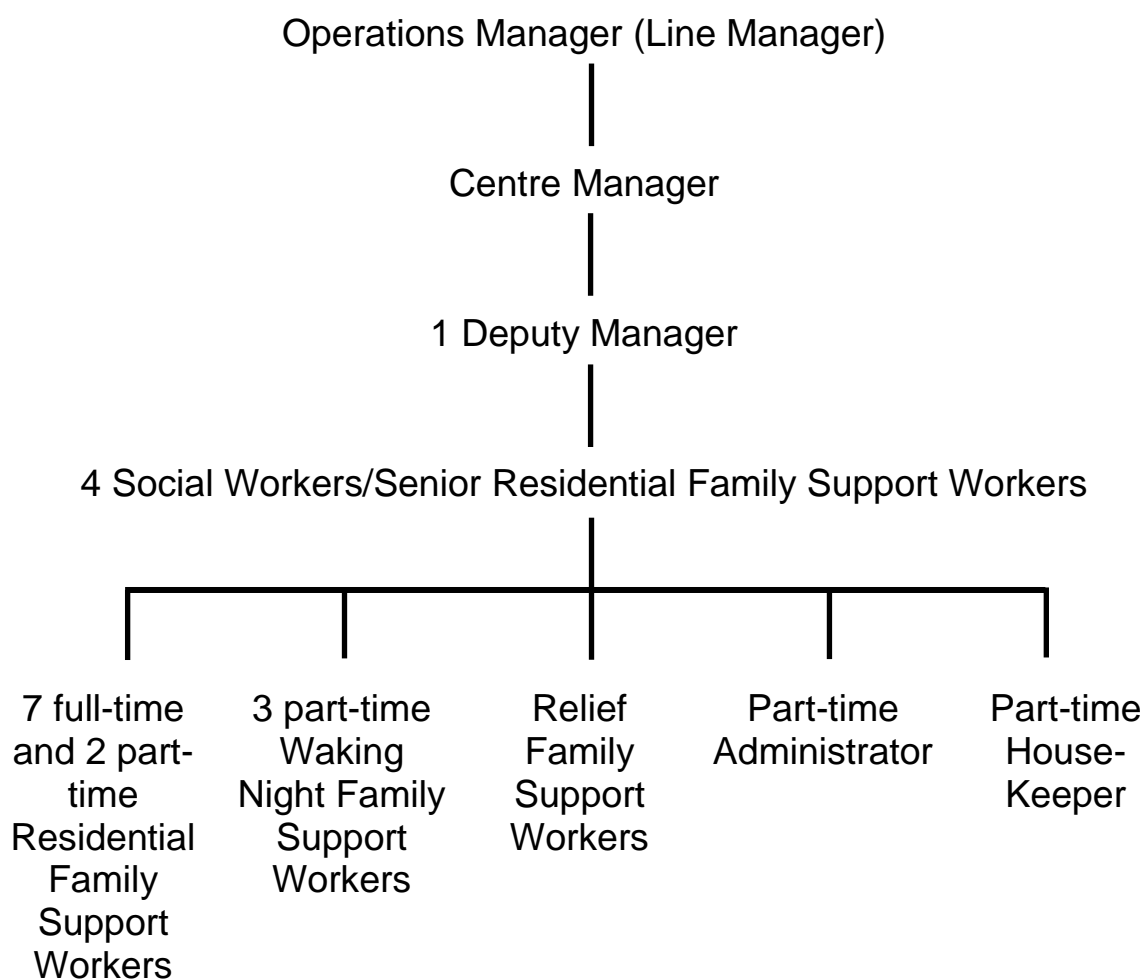 Operations Manager (Line Manager)
Centre Manager
1 Deputy Manager
4 Social Workers/Senior Residential Family Support Workers
7 full-time
and 2 part-
time
Residential
Family
Support
Workers
3 part-time
Waking
Night Family
Support
Workers
Relief
Family
Support
Workers
Part-time
Administrator
Part-time
House-
Keeper